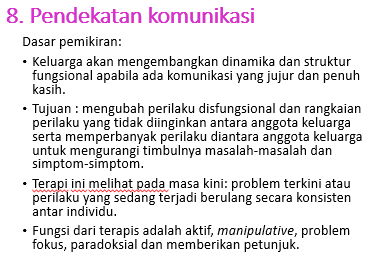 8. Pendekatan komunikasi
Dasar pemikiran:
• Keluarga akan mengembangkan dinamika dan struktur
fungsional apabila ada komunikasi yang jujur dan penuh
kasih.
• Tujuan : mengubah perilaku disfungsional dan rangkaian
perilaku yang tidak diinginkan antara anggota keluarga
serta memperbanyak perilaku diantara anggota keluarga
untuk mengurangi timbulnya masalah-masalah dan
simptom-simptom.
• Terapi ini melihat pada masa kini: problem terkini atau
perilaku yang sedang terjadi berulang secara konsisten
antar individu.
• Fungsi dari terapis adalah aktif, manipulative, problem
fokus, paradoksial dan memberikan petunjuk.